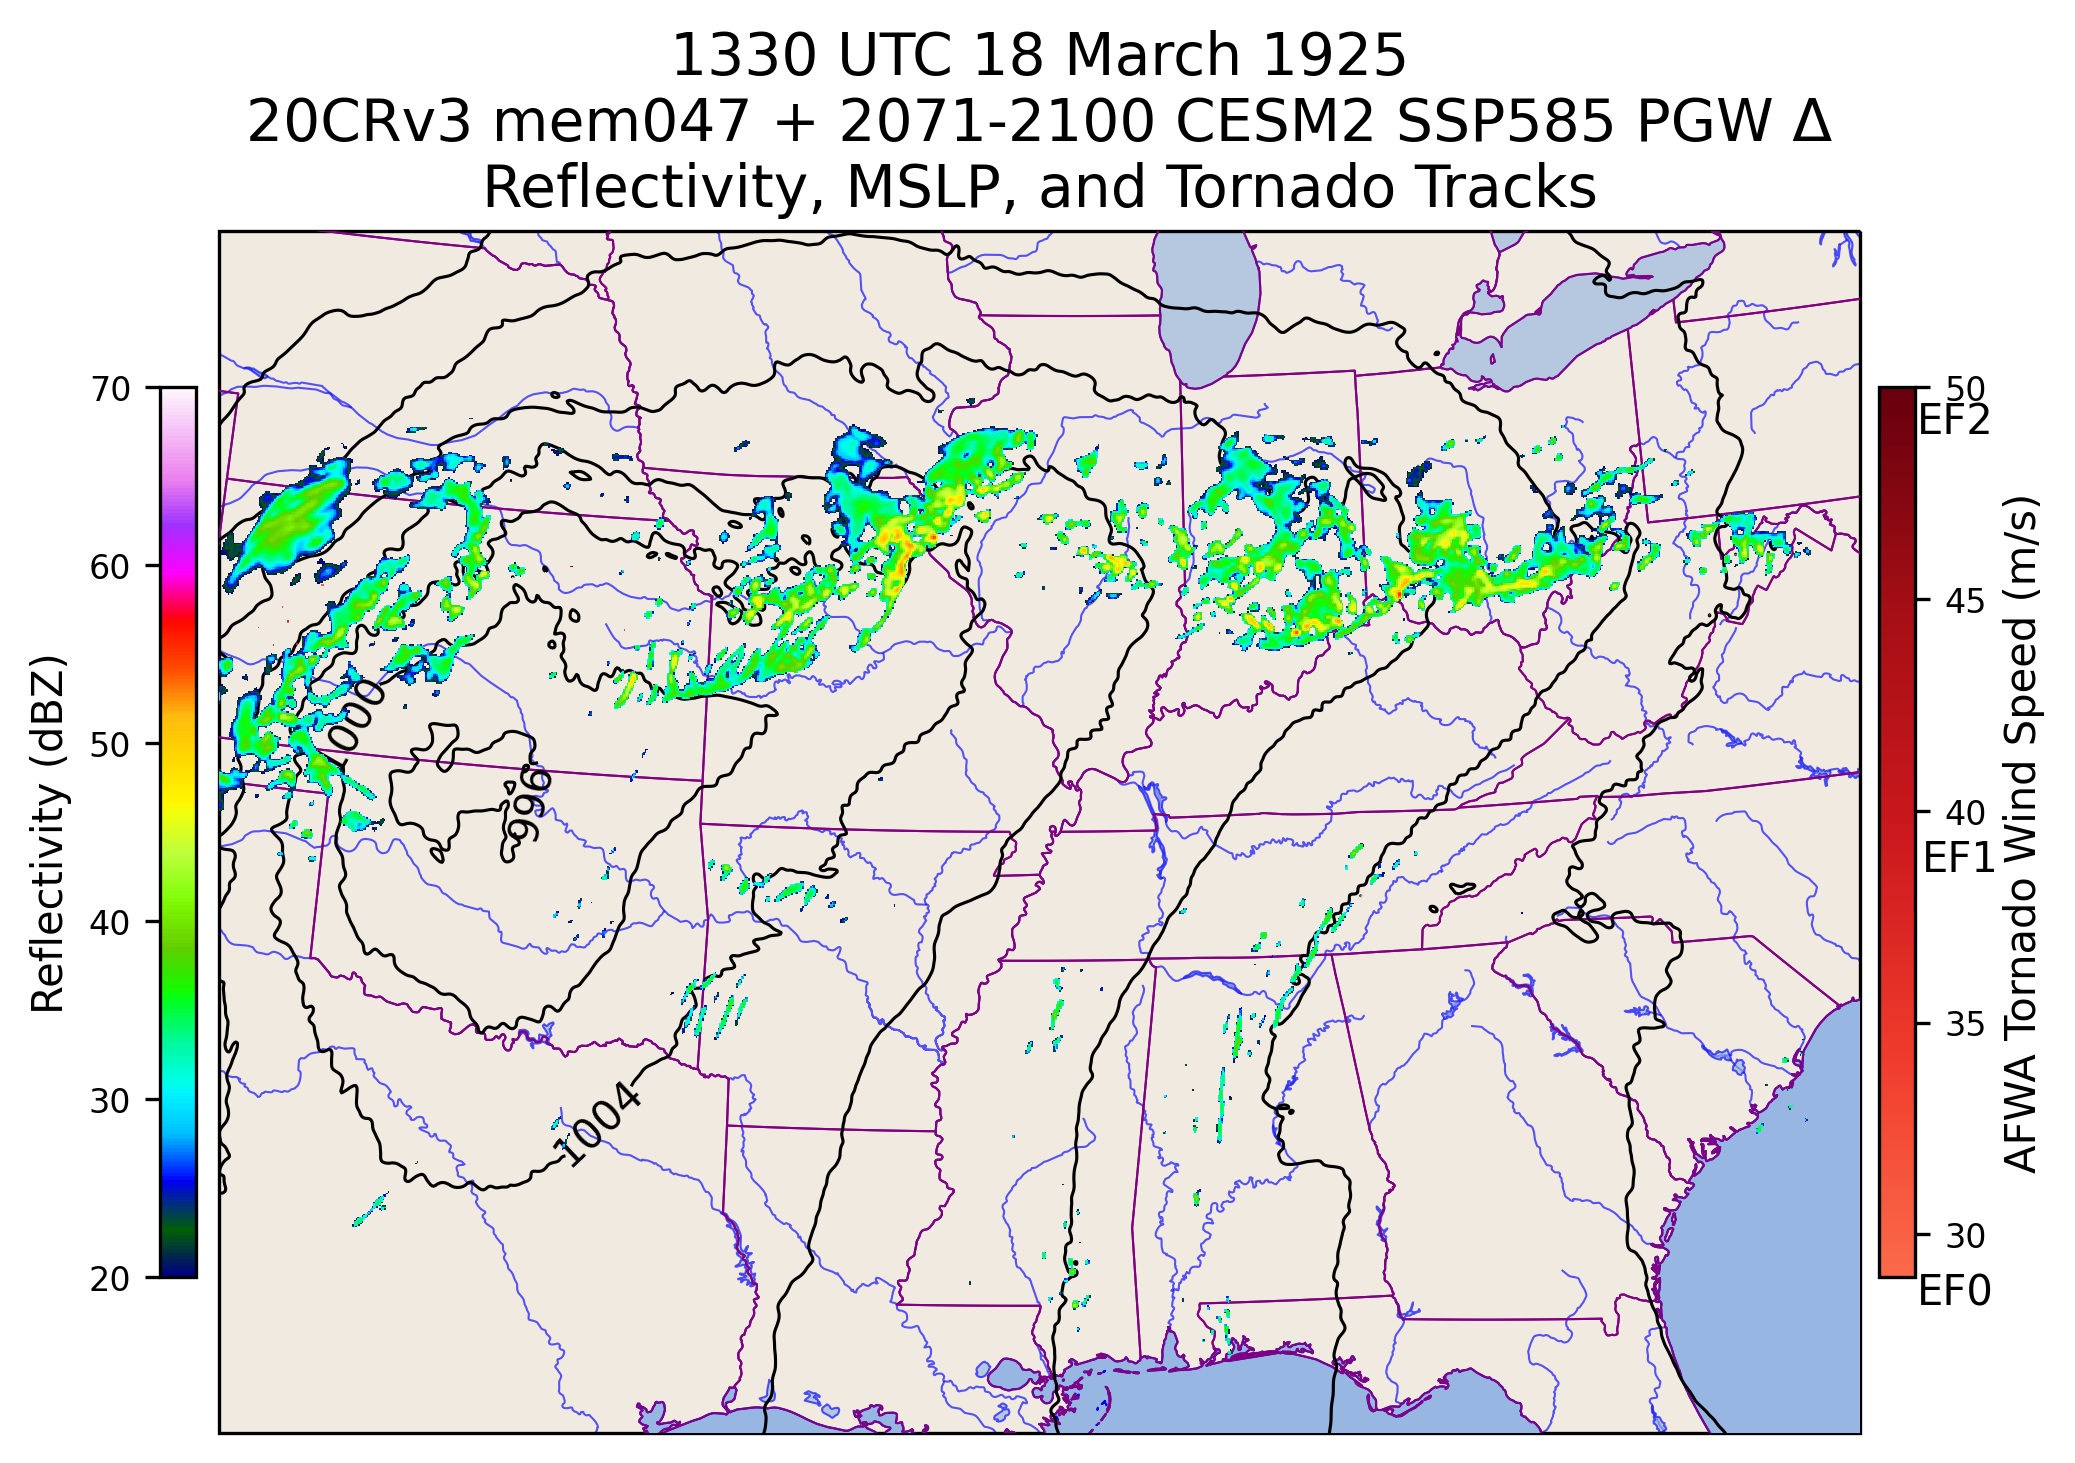 1330 UTC 18 March 1925
20CRv3 mem047 + 2071-2100 CESM2 SSP585 PGW Δ
Reflectivity, MSLP, and Tornado Tracks
70
60
50
40
30
20
Reflectivity (dBZ)
1000
996
1004
50
EF2
45
40
EF1
35
30
EF0
AFWA Tornado Wind Speed (m/s)